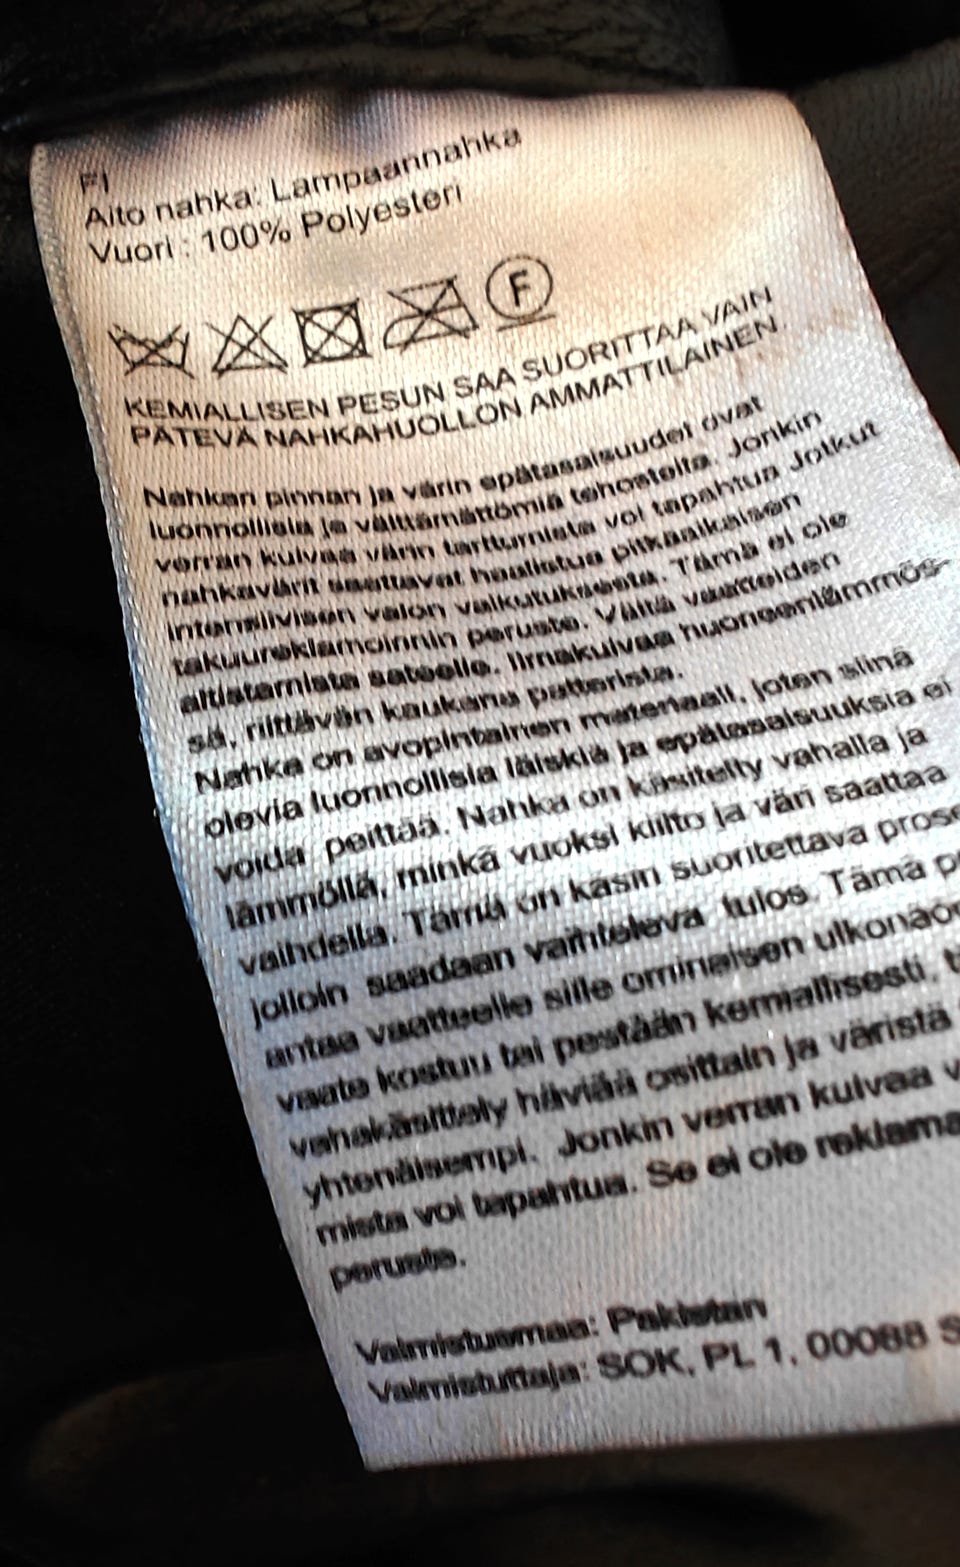 FI
Aito nahka: Lampaannahka
Vuori : 100% Polyesteri
F
KEMIALLISEN PESUN SAA SUORITTAA VAIN
PÄTEVÄ NAHKAHUOLLON AMMATTILAINEN.
Nahkan pinnan ja värin epätasaisuudet ovat
luonnollisia ja välttämättömiä tehosteita. Jonkin
verran kuivaa värin tarttumista voi tapahtua Jotkut
nahkavärit saattavat haalistua pitkäaikaisen
intensiivisen valon vaikutuksesta. Tämä ei ole
takuureklamoinnin peruste. Vältä vaatteiden
altistamista sateelle. Ilmakuivaa huoneenlämmös-
sä, riittävän kaukana patterista.
Nahka on avopintainen materiaali, joten siinä
olevia luonnollisia läiskiä ja epätasaisuuksia ei
voida peittää. Nahka on käsitelty vahalla ja
lämmöllä, minkä vuoksi kiilto ja väri saattaa
vaihdella. Tämä on käsin suoritettava prose
jolloin saadaan vaihteleva tulos. Tämä p
antaa vaatteelle sille ominaisen ulkonäön
vaate kostuu tai pestään kemiallisesti, t
vahakäsittely häviää osittain ja väristä
yhtenäisempi. Jonkin verran kuivaa v
mista voi tapahtua. Se ei ole reklama
peruste.
Valmistusmaa: Pakistan
Valmistuttaja: SOK, PL 1, 00088 S